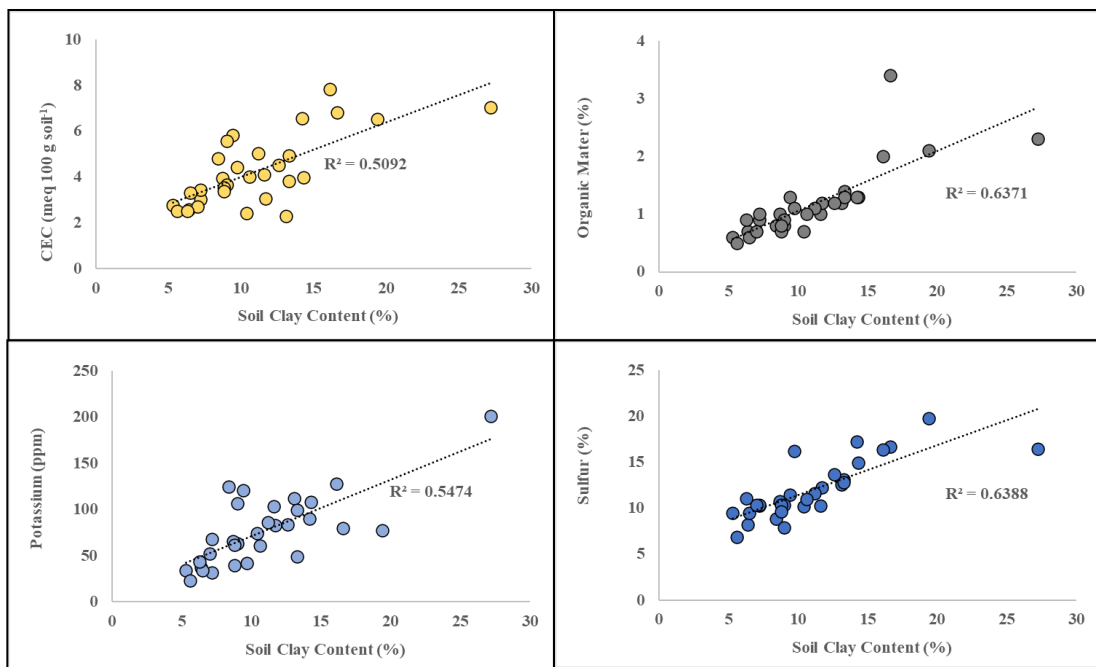 10
8
6
4
2
0
CEC (meq 100 g soil⁻¹)
R² = 0.5092
0 5 10 15 20 25 30
Soil Clay Content (%)
4
3
2
1
0
Organic Mater (%)
R² = 0.6371
0 5 10 15 20 25 30
Soil Clay Content (%)
250
200
150
100
50
0
Potassium (ppm)
R² = 0.5474
0 5 10 15 20 25 30
Soil Clay Content (%)
25
20
15
10
5
0
Sulfur (%)
R² = 0.6388
0 5 10 15 20 25 30
Soil Clay Content (%)